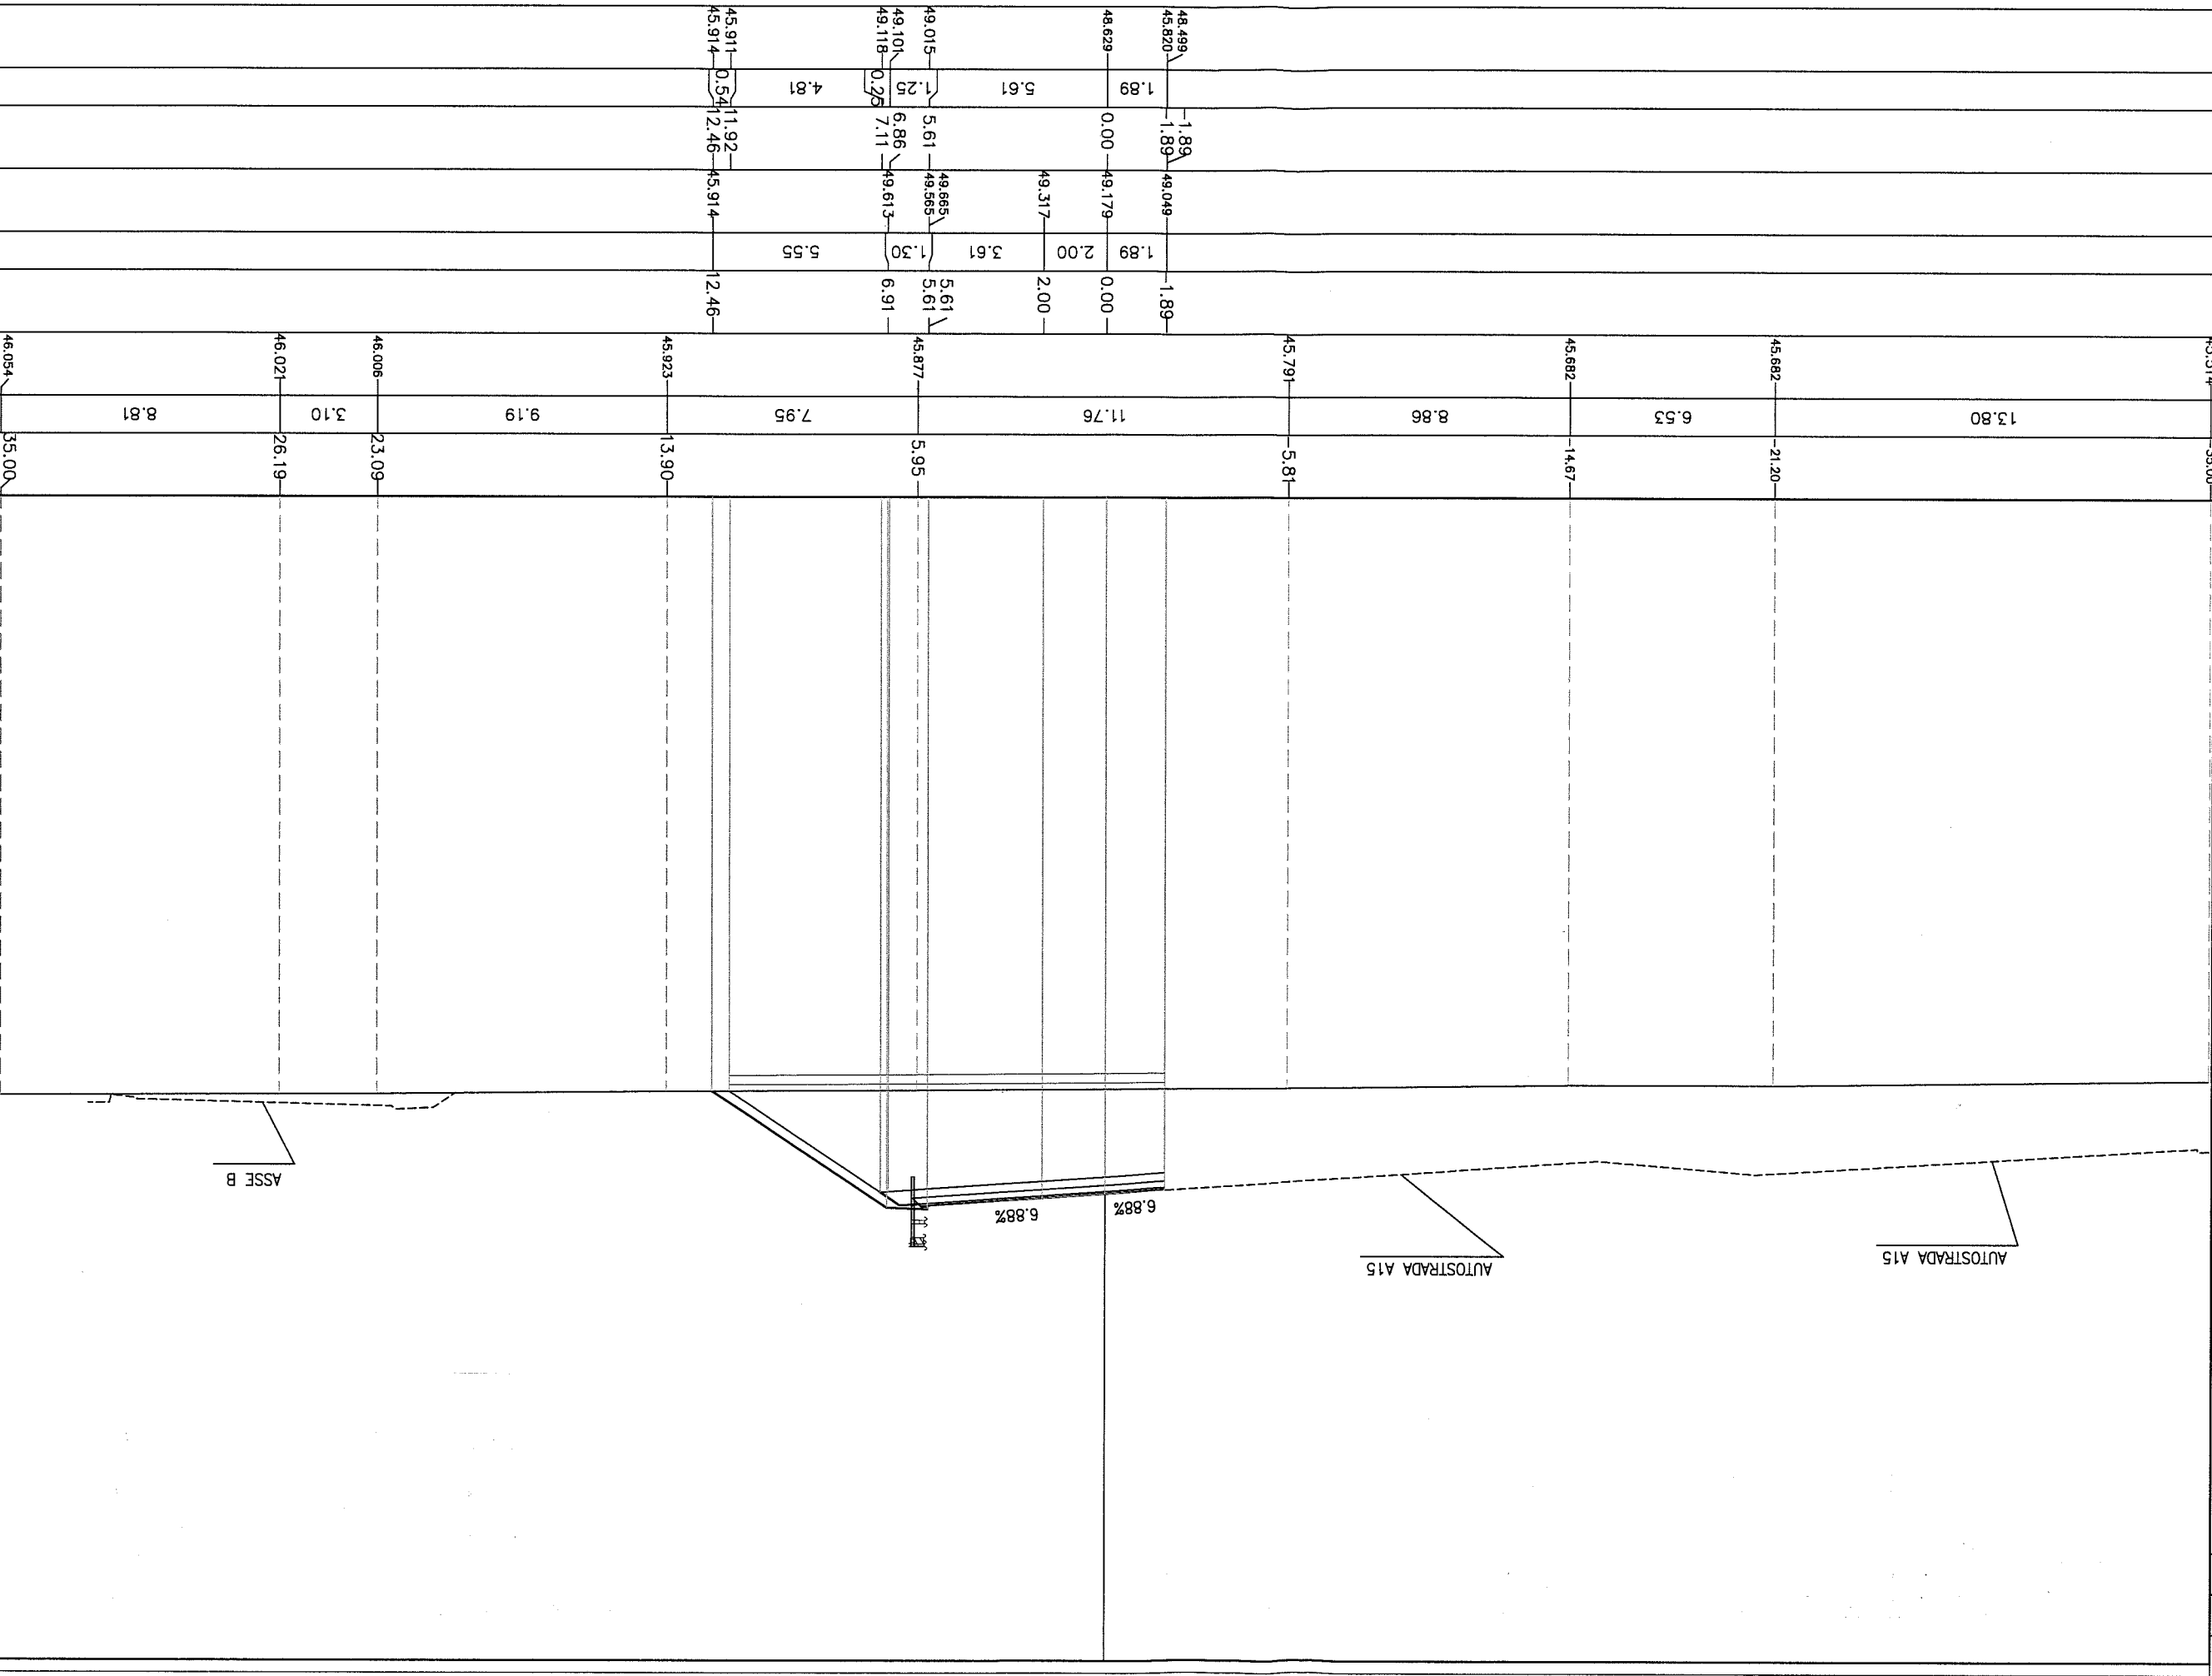 AUTOSTRADA A15
AUTOSTRADA A15
6.88%
6.88%
ASSE B
-21.20 -14.67 -5.81 5.95 13.90 23.09 26.19 35.00
13.80 6.53 8.86 11.76 7.95 9.19 3.10 8.81
45.682 45.682 45.791 45.877 45.923 46.006 46.021 46.054
-1.89 0.00 2.00 5.61 5.61 6.91 12.46
1.89 2.00 3.61 1.30 5.55
49.049 49.179 49.317 49.665 49.565 49.613 45.914
-1.89 -1.89 0.00 5.61 6.86 7.11 11.92 12.46
1.89 5.61 1.25 0.25 4.81 0.54
48.499 45.820 48.629 49.015 49.101 49.118 45.911 45.914